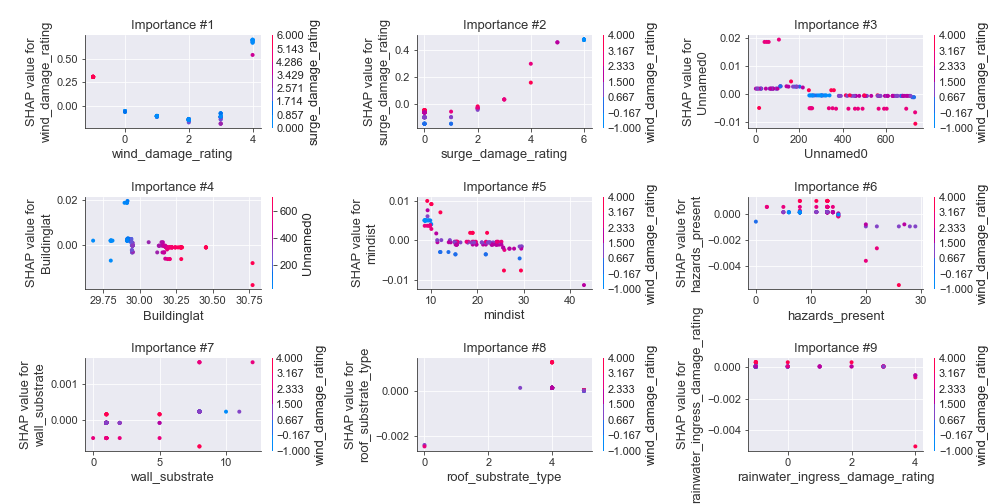 Importance #1
Importance #2
Importance #3
SHAP value for
wind_damage_rating
0.50
0.00
0
2
4
wind_damage_rating
6.000
5.143
4.286
3.429
2.571
1.714
0.857
0.000
surge_damage_rating
SHAP value for
surge_damage_rating
0.4
0.2
0.0
0
2
4
6
surge_damage_rating
4.000
3.167
2.333
1.500
0.667
−0.167
−1.000
wind_damage_rating
SHAP value for
Unnamed0
0.02
0.01
0.00
−0.01
0
200
400
600
Unnamed0
4.000
3.167
2.333
1.500
0.667
−0.167
−1.000
wind_damage_rating
Importance #4
Importance #5
Importance #6
SHAP value for
Buildinglat
0.02
0.00
29.75
30.00
30.25
30.50
30.75
Buildinglat
600
400
200
Unnamed0
SHAP value for
mindist
0.01
0.00
−0.01
10
20
30
40
mindist
4.000
3.167
2.333
1.500
0.667
−0.167
−1.000
wind_damage_rating
SHAP value for
hazards_present
0.000
−0.002
−0.004
0
10
20
30
hazards_present
4.000
3.167
2.333
1.500
0.667
−0.167
−1.000
wind_damage_rating
Importance #7
Importance #8
Importance #9
SHAP value for
wall_substrate
0.001
0.000
0
5
10
wall_substrate
4.000
3.167
2.333
1.500
0.667
−0.167
−1.000
wind_damage_rating
SHAP value for
roof_substrate_type
0.000
−0.002
0
2
4
roof_substrate_type
4.000
3.167
2.333
1.500
0.667
−0.167
−1.000
wind_damage_rating
SHAP value for
rainwater_ingress_damage_rating
0.000
−0.002
−0.004
0
2
4
rainwater_ingress_damage_rating
4.000
3.167
2.333
1.500
0.667
−0.167
−1.000
wind_damage_rating